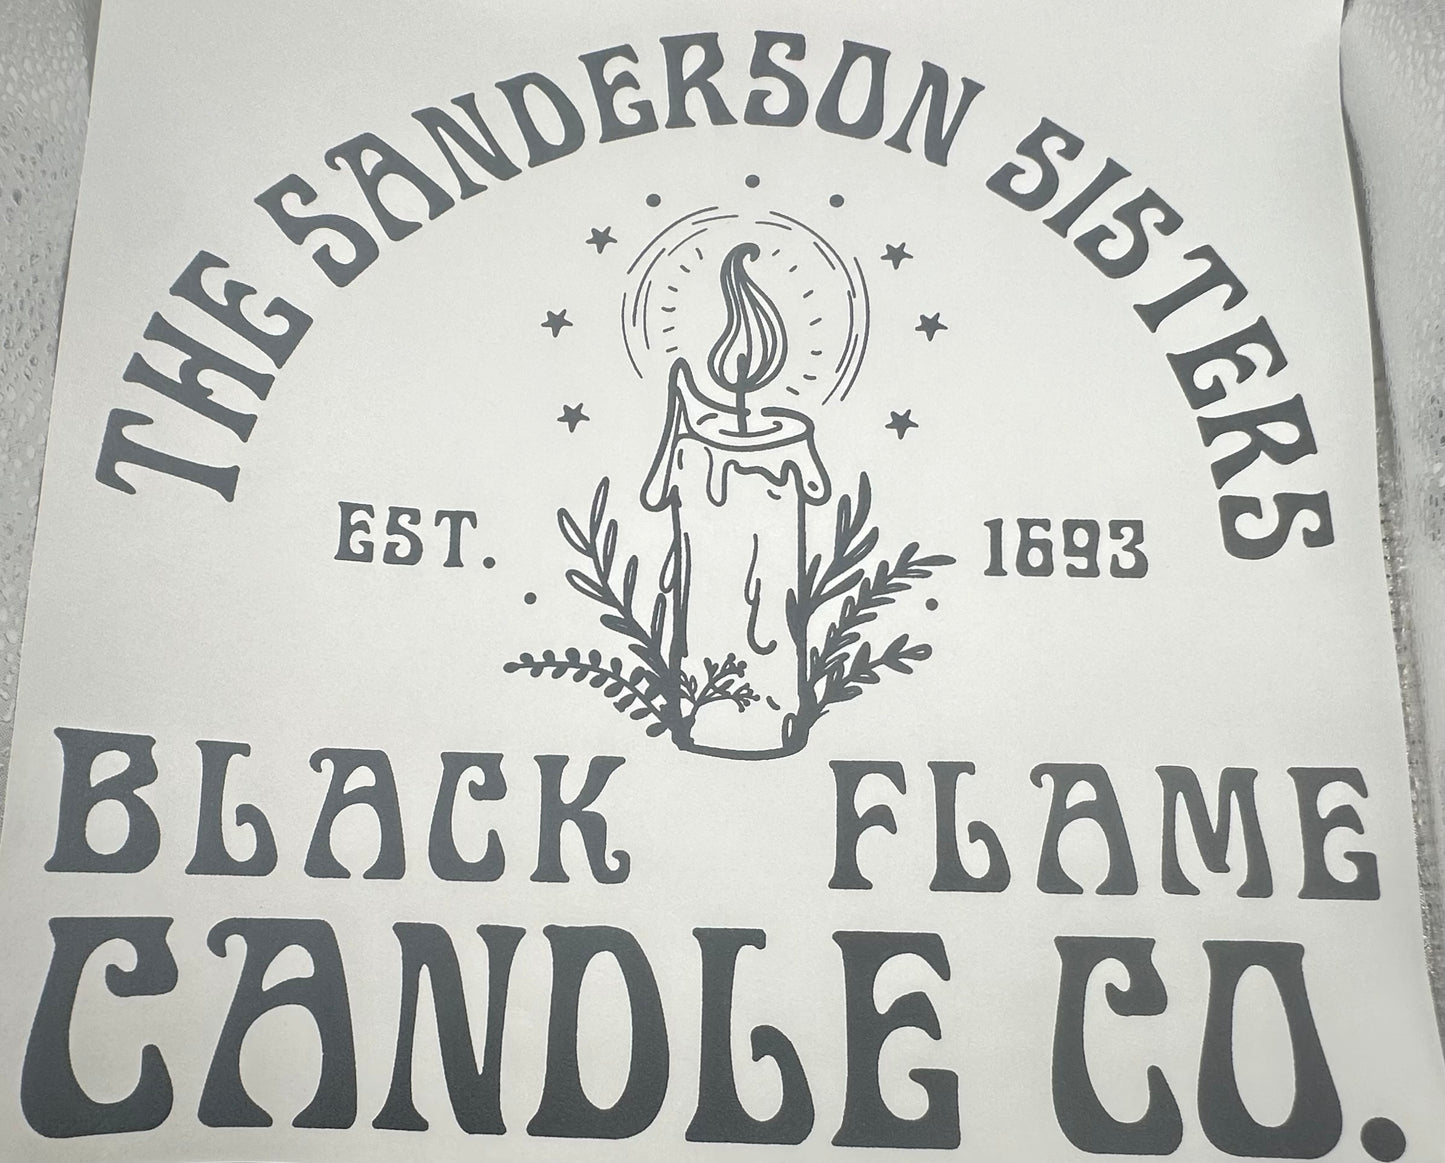 THE SANDERSON SISTERS
EST. 1693
BLACK FLAME
CANDLE CO.